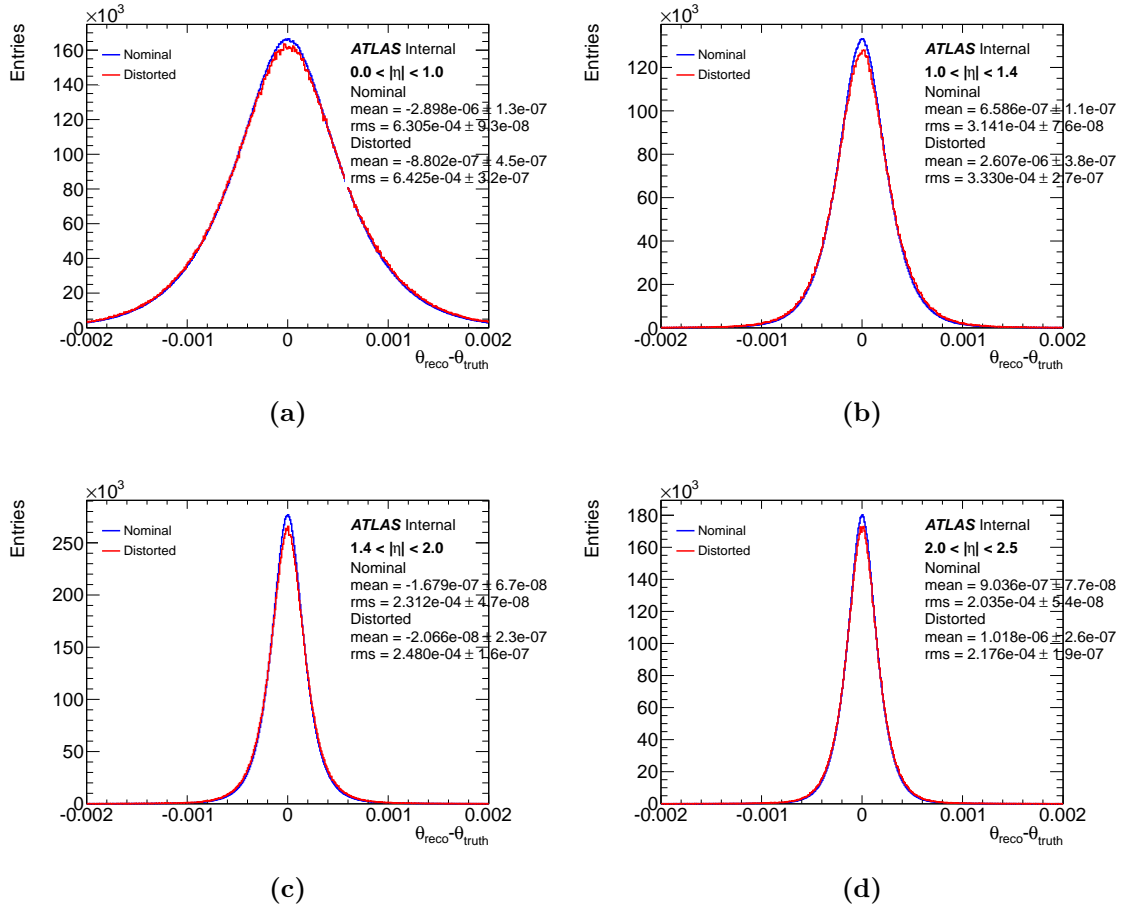 ×10³
Entries
160
140
120
100
80
60
40
20
0
-0.002
-0.001
0
0.001
0.002
θreco-θtruth
Nominal
Distorted
ATLAS Internal
0.0 < |η| < 1.0
Nominal
mean = -2.898e-06 ± 1.3e-07
rms = 6.305e-04 ± 9.3e-08
Distorted
mean = -8.802e-07 ± 4.5e-07
rms = 6.425e-04 ± 3.2e-07
(a)
×10³
Entries
120
100
80
60
40
20
0
-0.002
-0.001
0
0.001
0.002
θreco-θtruth
Nominal
Distorted
ATLAS Internal
1.0 < |η| < 1.4
Nominal
mean = 6.586e-07 ± 1.1e-07
rms = 3.141e-04 ± 7.6e-08
Distorted
mean = 2.607e-06 ± 3.8e-07
rms = 3.330e-04 ± 2.7e-07
(b)
×10³
Entries
250
200
150
100
50
0
-0.002
-0.001
0
0.001
0.002
θreco-θtruth
Nominal
Distorted
ATLAS Internal
1.4 < |η| < 2.0
Nominal
mean = -1.679e-07 ± 6.7e-08
rms = 2.312e-04 ± 4.7e-08
Distorted
mean = -2.066e-08 ± 2.3e-07
rms = 2.480e-04 ± 1.6e-07
(c)
×10³
Entries
180
160
140
120
100
80
60
40
20
0
-0.002
-0.001
0
0.001
0.002
θreco-θtruth
Nominal
Distorted
ATLAS Internal
2.0 < |η| < 2.5
Nominal
mean = 9.036e-07 ± 7.7e-08
rms = 2.035e-04 ± 5.4e-08
Distorted
mean = 1.018e-06 ± 2.6e-07
rms = 2.176e-04 ± 1.9e-07
(d)